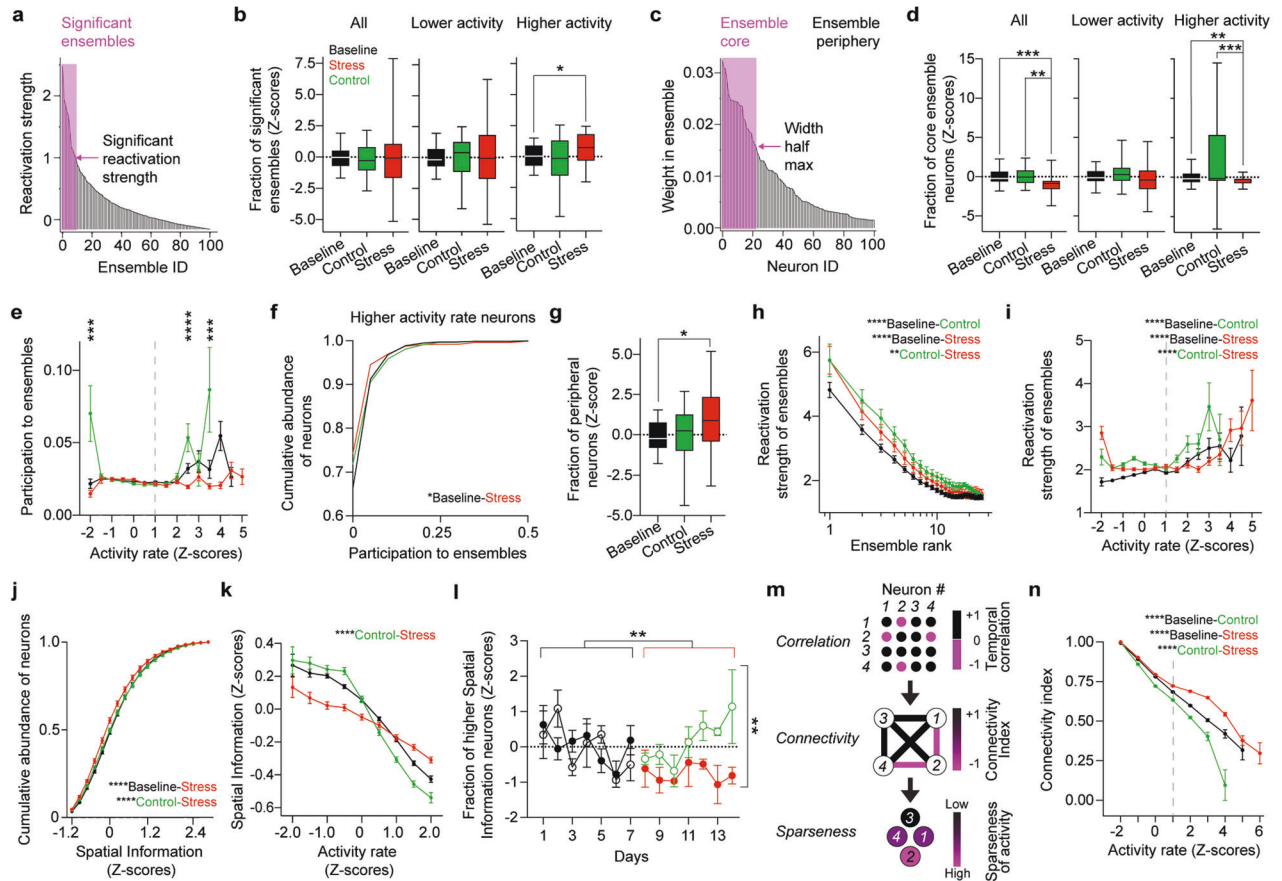 a
Significant
ensembles
Reactivation strength
2
1
0
Significant
reactivation
strength
0 20 40 60 80 100
Ensemble ID
b
All
Lower activity
Higher activity
Baseline
Stress
Control
Fraction of significant
ensembles (Z-scores)
7.5
5.0
2.5
0.0
-2.5
-5.0
*
Baseline
Control
Stress
Baseline
Control
Stress
Baseline
Control
Stress
c
Ensemble
core
Ensemble
periphery
Weight in ensemble
0.03
0.02
0.01
0
Width
half
max
0 20 40 60 80 100
Neuron ID
d
All
Lower activity
Higher activity
Fraction of core ensemble
neurons (Z-scores)
15
10
5
0
-5
***
**
**
***
Baseline
Control
Stress
Baseline
Control
Stress
Baseline
Control
Stress
e
*** **** ***
Participation to ensembles
0.10
0.05
0.00
-2 -1 0 1 2 3 4 5
Activity rate (Z-scores)
f
Higher activity rate neurons
Cumulative abundance
of neurons
1.0
0.9
0.8
0.7
0.6
*Baseline-Stress
0 0.25 0.5
Participation to ensembles
g
Fraction of peripheral
neurons (Z-score)
5.0
2.5
0.0
-2.5
-5.0
*
Baseline
Control
Stress
h
****Baseline-Control
****Baseline-Stress
**Control-Stress
Reactivation
strength of ensembles
6
4
2
1 10
Ensemble rank
i
****Baseline-Control
****Baseline-Stress
****Control-Stress
Reactivation
strength of ensembles
5
4
3
2
1
-2 -1 0 1 2 3 4 5
Activity rate (Z-scores)
j
Cumulative abundance of neurons
1.0
0.8
0.6
0.4
0.2
0.0
****Baseline-Stress
****Control-Stress
-1.2 0 1.2 2.4
Spatial Information
(Z-scores)
k
****Control-Stress
Spatial Information (Z-scores)
0.4
0.2
0.0
-0.2
-0.4
-0.6
-2.0 -1.0 0.0 1.0 2.0
Activity rate
(Z-scores)
l
Fraction of higher Spatial
Information neurons (Z-scores)
3
2
1
0
-1
-2
**
**
1 3 5 7 9 11 13
Days
m
Neuron #
1 2 3 4
1
2
3
4
Correlation
+1
0
-1
Temporal
correlation
Connectivity
3 1
4 2
+1
-1
Connectivity
Index
Sparseness
3
4 1
2
Low
High
Sparseness
of activity
n
****Baseline-Control
****Baseline-Stress
****Control-Stress
Connectivity index
1.00
0.75
0.50
0.25
0.00
-2 0 2 4 6
Activity rate (Z-scores)